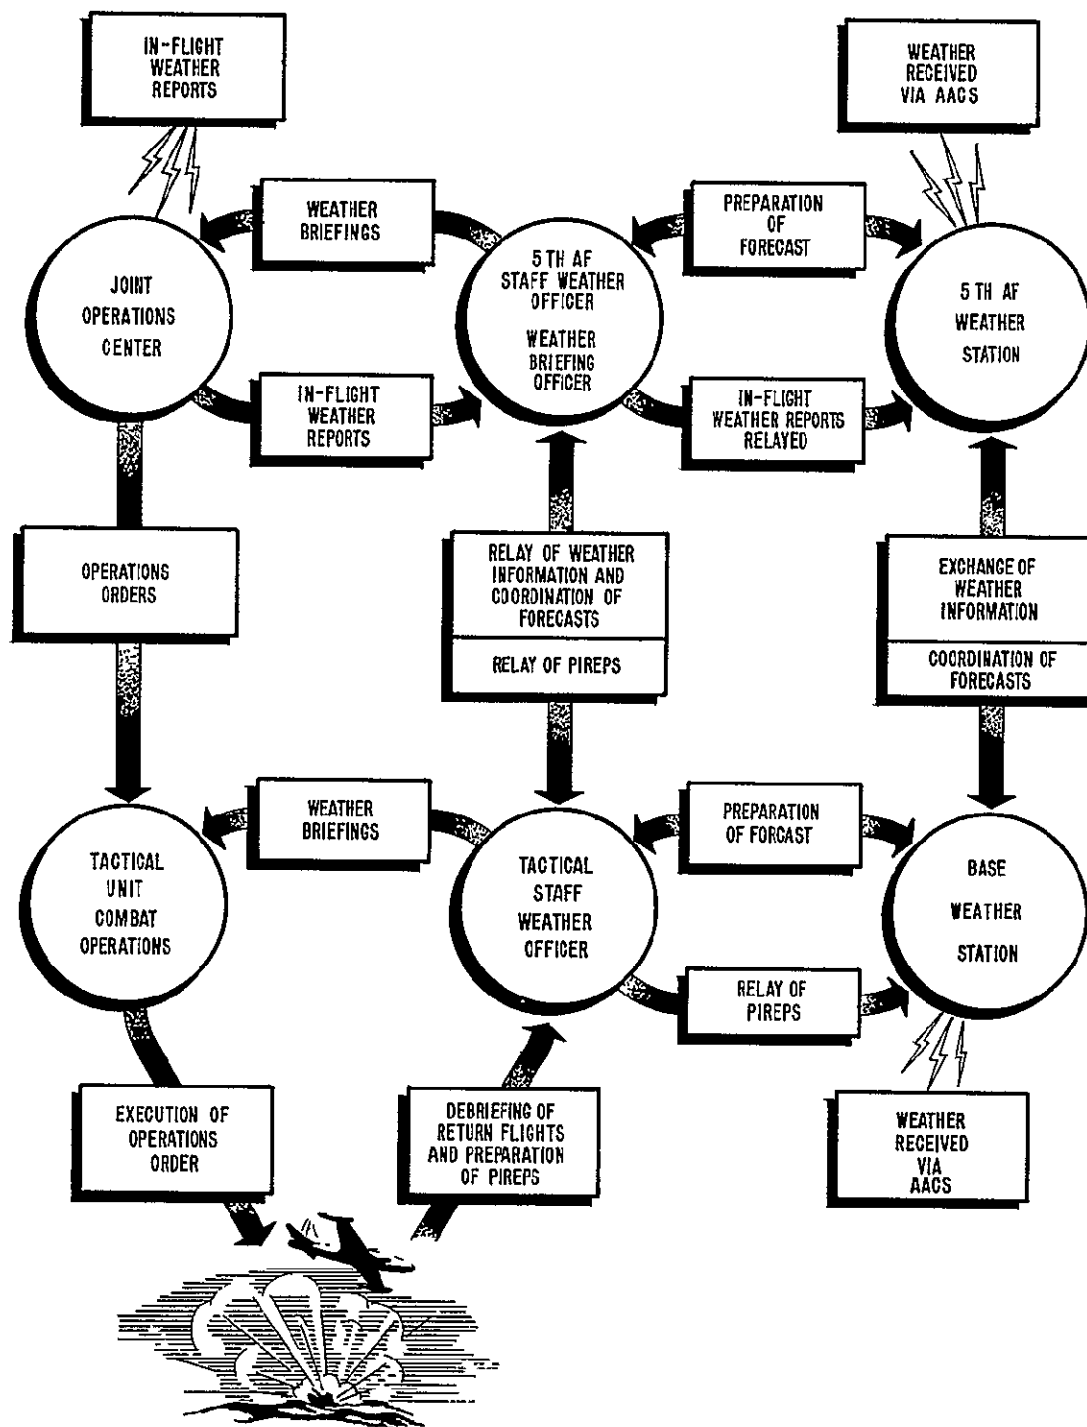 IN-FLIGHT
WEATHER
REPORTS
WEATHER
RECEIVED
VIA AACS
WEATHER
BRIEFINGS
PREPARATION
OF
FORECAST
JOINT
OPERATIONS
CENTER
5 TH AF
STAFF WEATHER
OFFICER
WEATHER
BRIEFING
OFFICER
5 TH AF
WEATHER
STATION
IN-FLIGHT
WEATHER
REPORTS
IN-FLIGHT
WEATHER REPORTS
RELAYED
OPERATIONS
ORDERS
RELAY OF WEATHER
INFORMATION AND
COORDINATION OF
FORECASTS
RELAY OF PIREPS
EXCHANGE OF
WEATHER
INFORMATION
COORDINATION OF
FORECASTS
WEATHER
BRIEFINGS
PREPARATION
OF FORCAST
TACTICAL
UNIT
COMBAT
OPERATIONS
TACTICAL
STAFF
WEATHER
OFFICER
BASE
WEATHER
STATION
RELAY OF
PIREPS
EXECUTION OF
OPERATIONS
ORDER
DEBRIEFING OF
RETURN FLIGHTS
AND PREPARATION
OF PIREPS
WEATHER
RECEIVED
VIA
AACS